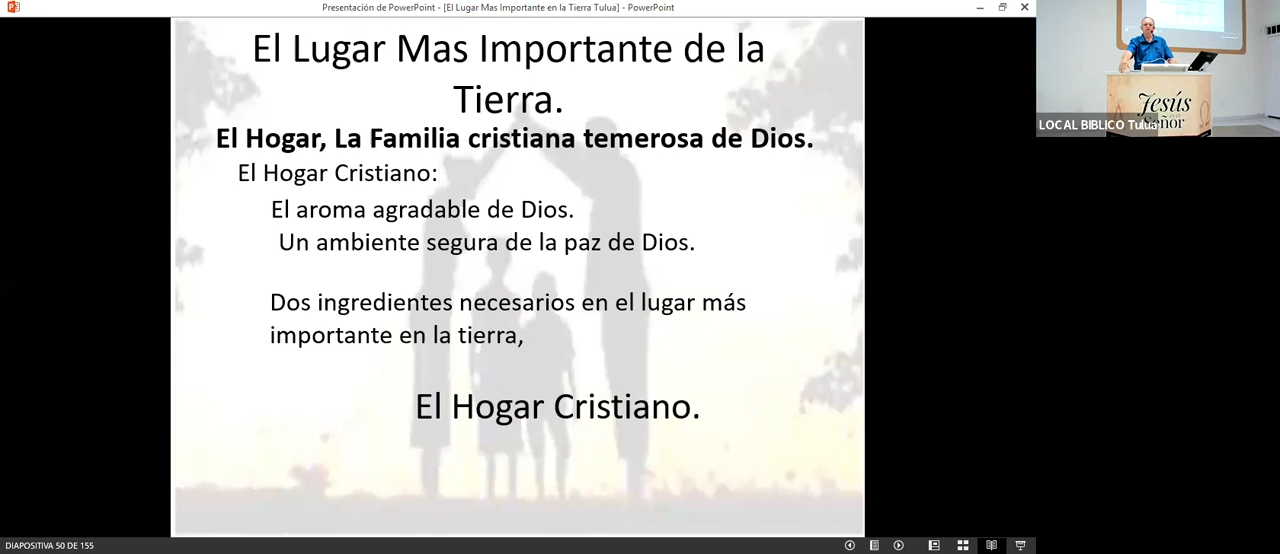 Presentación de PowerPoint - [El Lugar Mas Importante en la Tierra Tulua] - PowerPoint
El Lugar Mas Importante de la
Tierra.
El Hogar, La Familia cristiana temerosa de Dios.
El Hogar Cristiano:
El aroma agradable de Dios.
Un ambiente segura de la paz de Dios.
Dos ingredientes necesarios en el lugar más
importante en la tierra,
El Hogar Cristiano.
DIAPOSITIVA 50 DE 155
Jesús
Señor
LOCAL BIBLICO Tulua